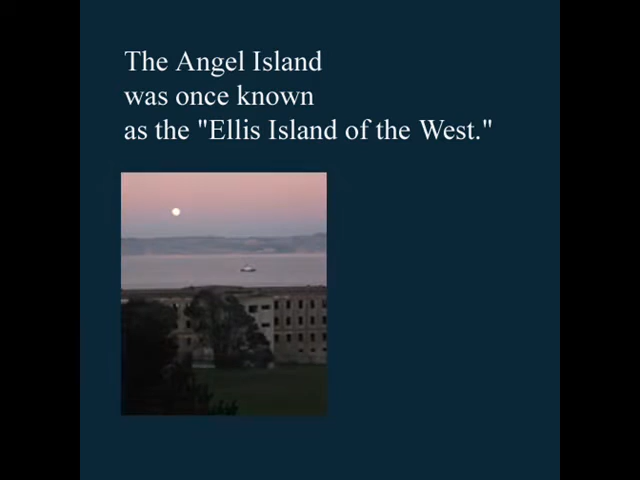 The Angel Island
was once known
as the "Ellis Island of the West."